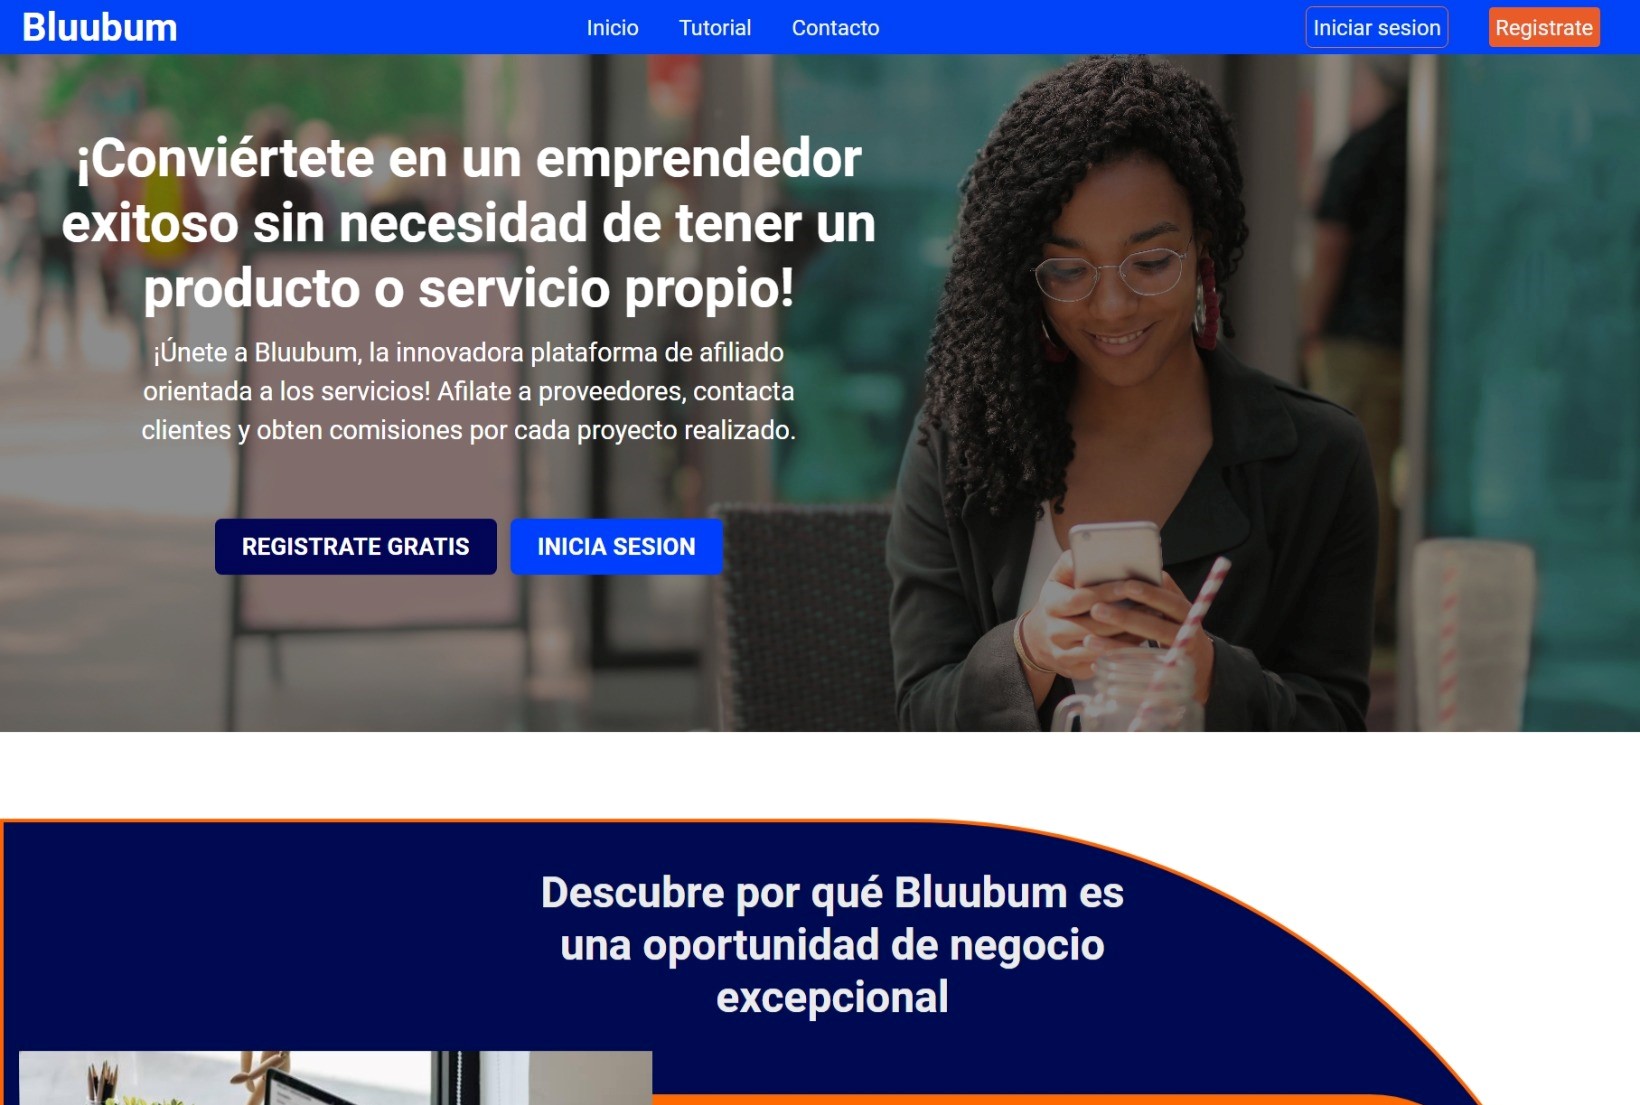 Bluubum
Inicio
Tutorial
Contacto
Iniciar sesion
Registrate
¡Conviértete en un emprendedor
exitoso sin necesidad de tener un
producto o servicio propio!
¡Únete a Bluubum, la innovadora plataforma de afiliado
orientada a los servicios! Afilate a proveedores, contacta
clientes y obten comisiones por cada proyecto realizado.
REGISTRATE GRATIS
INICIA SESION
Descubre por qué Bluubum es
una oportunidad de negocio
excepcional